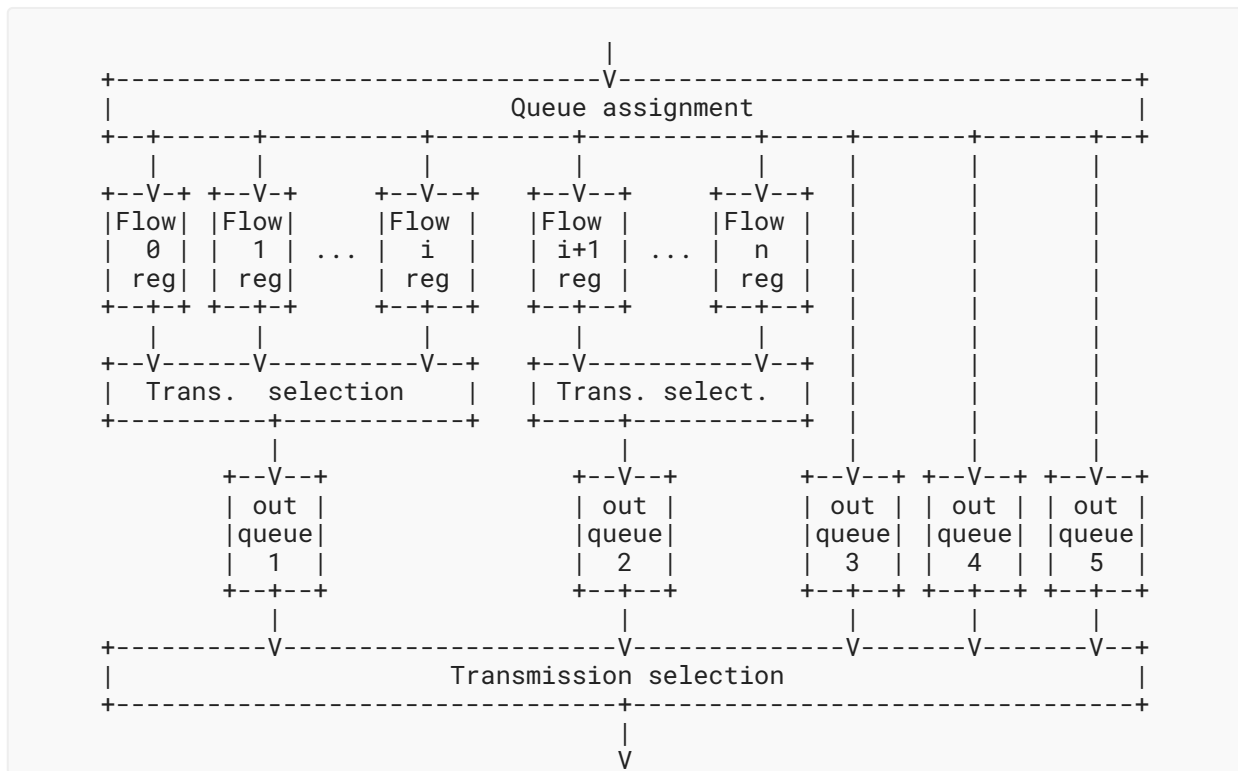 |
+---------------------------------V----------------------------------+
|                          Queue assignment                         |
+--+------+----------+---------+-----------+-----+-------+-------+--+
   |      |          |         |           |     |       |       |
+--V-+ +--V-+     +--V--+   +--V--+     +--V--+  |       |       |
|Flow| |Flow|     |Flow |   |Flow |     |Flow |  |       |       |
|  0 | |  1 | ... |  i  |   | i+1 | ... |  n  |  |       |       |
| reg| | reg|     | reg |   | reg |     | reg |  |       |       |
+--+-+ +--+-+     +--+--+   +--+--+     +--+--+  |       |       |
   |      |          |         |           |     |       |       |
+--V------V----------V--+   +--V-----------V--+  |       |       |
|  Trans.  selection    |   | Trans. select.  |  |       |       |
+----------+------------+   +-----+-----------+  |       |       |
           |                      |              |       |       |
        +--V--+                +--V--+        +--V--+ +--V--+ +--V--+
        | out |                | out |        | out | | out | | out |
        |queue|                |queue|        |queue| |queue| |queue|
        |  1  |                |  2  |        |  3  | |  4  | |  5  |
        +--+--+                +--+--+        +--+--+ +--+--+ +--+--+
           |                      |              |       |       |
+----------V----------------------V--------------V-------V-------V--+
|                      Transmission selection                       |
+---------------------------------+---------------------------------+
                                  |
                                  V